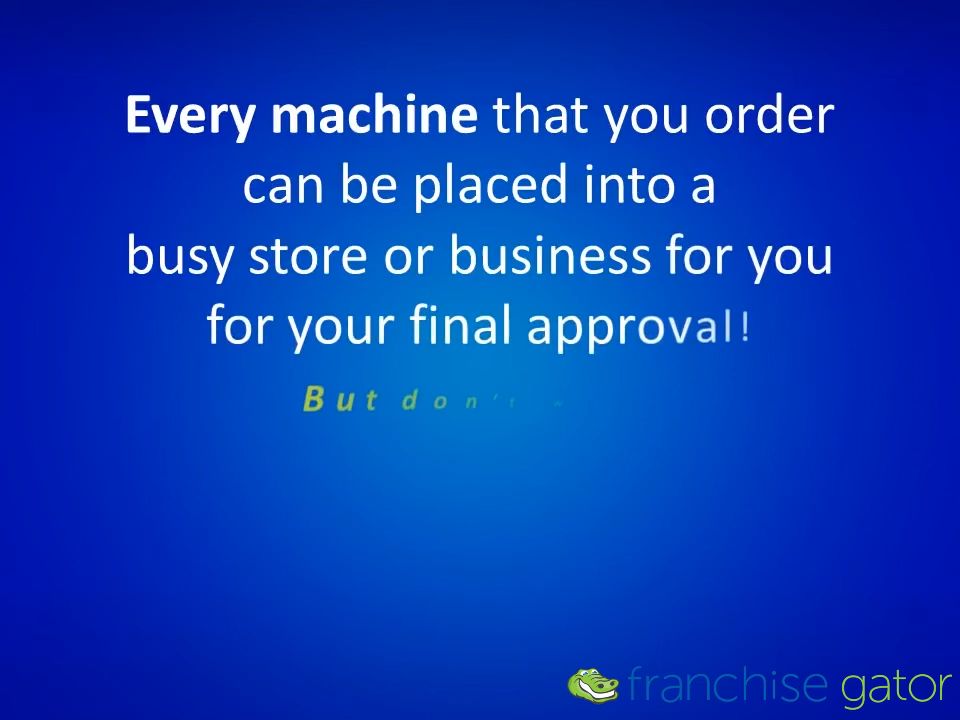 Every machine that you order
can be placed into a
busy store or business for you
for your final approval!
But don't
franchise gator